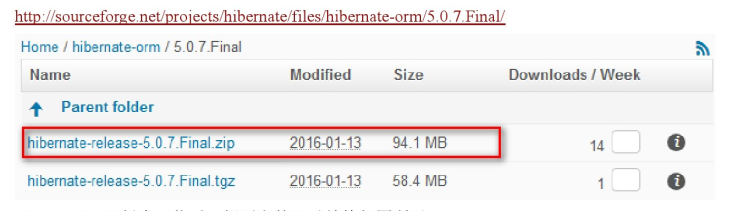 http://sourceforge.net/projects/hibernate/files/hibernate-orm/5.0.7.Final/
Home / hibernate-orm / 5.0.7.Final
Name Modified Size Downloads / Week
Parent folder
hibernate-release-5.0.7.Final.zip 2016-01-13 94.1 MB 14
hibernate-release-5.0.7.Final.tgz 2016-01-13 58.4 MB 1